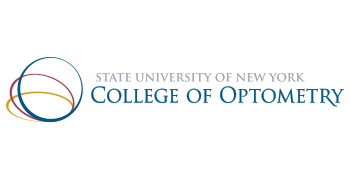 STATE UNIVERSITY OF NEW YORK
COLLEGE OF OPTOMETRY